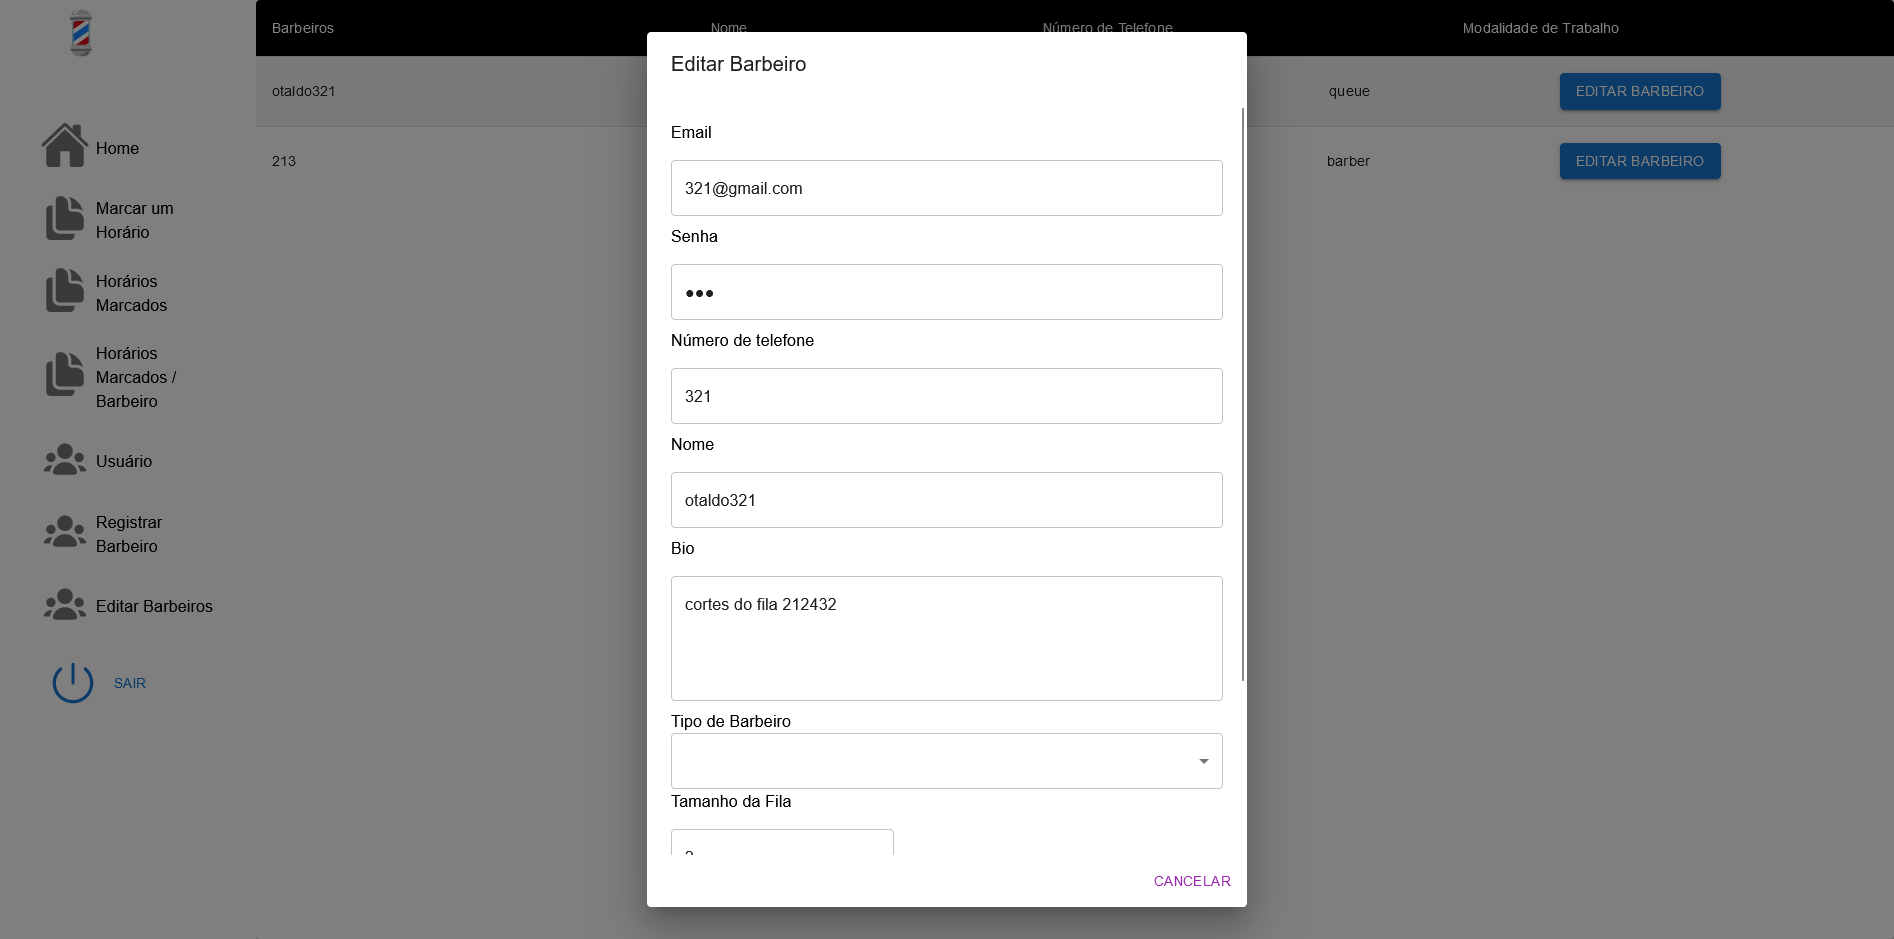 Barbeiros
Nome
Número de Telefone
Modalidade de Trabalho
otaldo321
queue
EDITAR BARBEIRO
213
barber
EDITAR BARBEIRO
Home
Marcar um
Horário
Horários
Marcados
Horários
Marcados /
Barbeiro
Usuário
Registrar
Barbeiro
Editar Barbeiros
SAIR
Editar Barbeiro
Email
321@gmail.com
Senha
•••
Número de telefone
321
Nome
otaldo321
Bio
cortes do fila 212432
Tipo de Barbeiro
Tamanho da Fila
CANCELAR